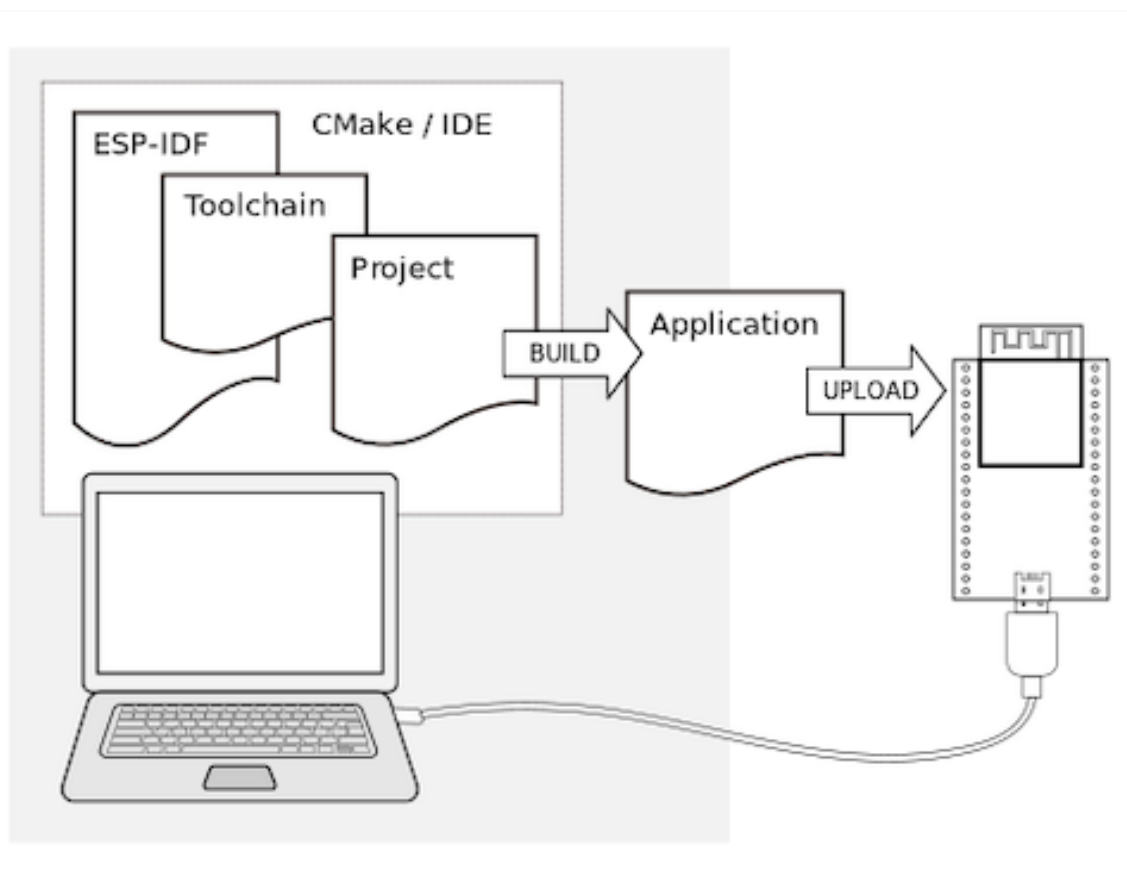 ESP-IDF
CMake / IDE
Toolchain
Project
BUILD
Application
UPLOAD